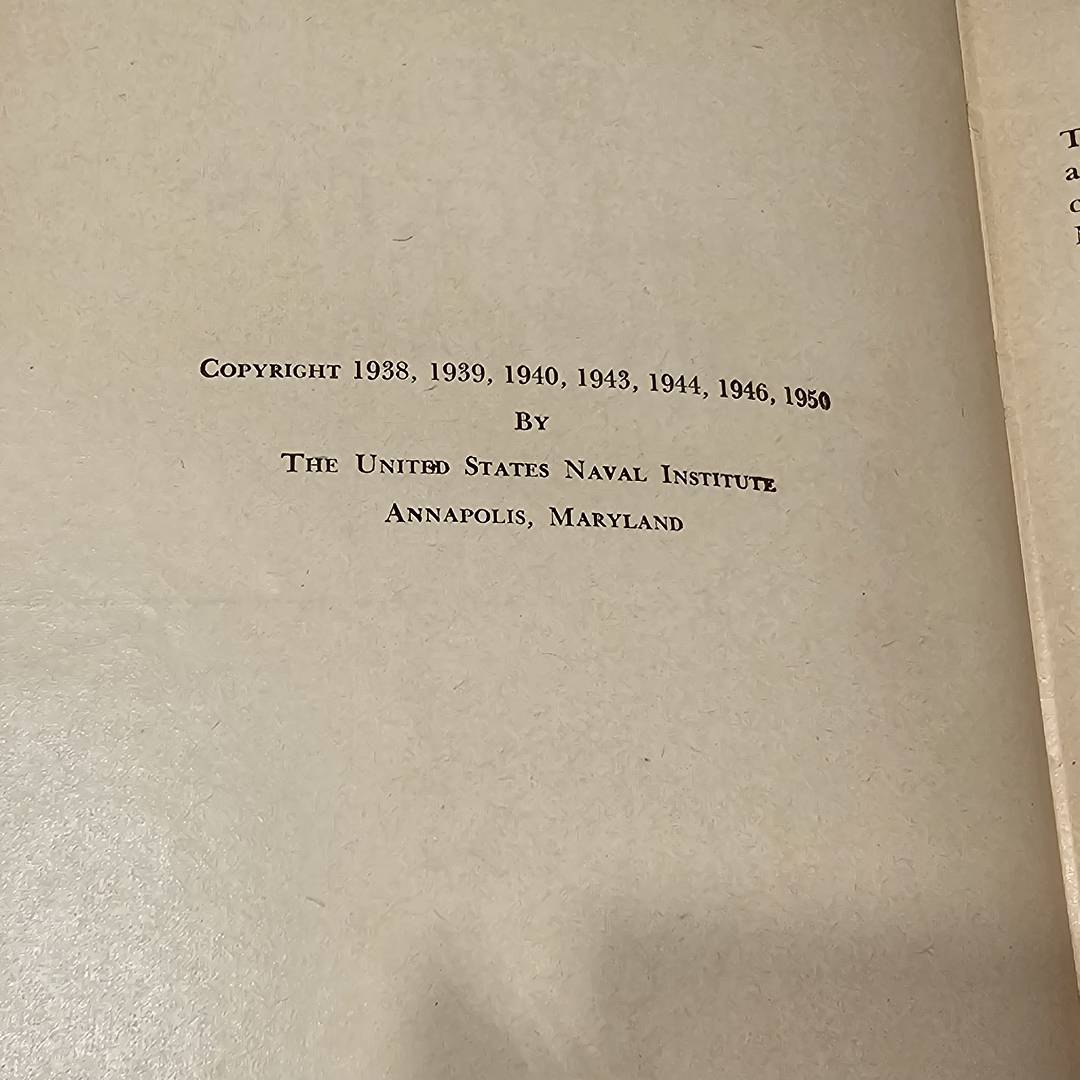 COPYRIGHT 1938, 1939, 1940, 1943, 1944, 1946, 1950
BY
THE UNITED STATES NAVAL INSTITUTE
ANNAPOLIS, MARYLAND